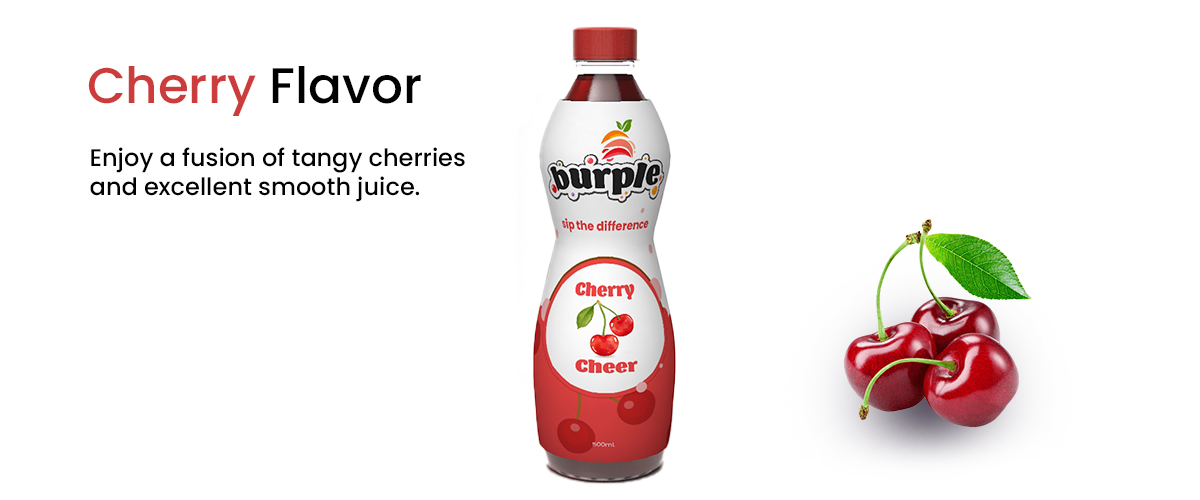 Cherry Flavor
Enjoy a fusion of tangy cherries
and excellent smooth juice.
burple
sip the difference
Cherry
Cheer
500ml